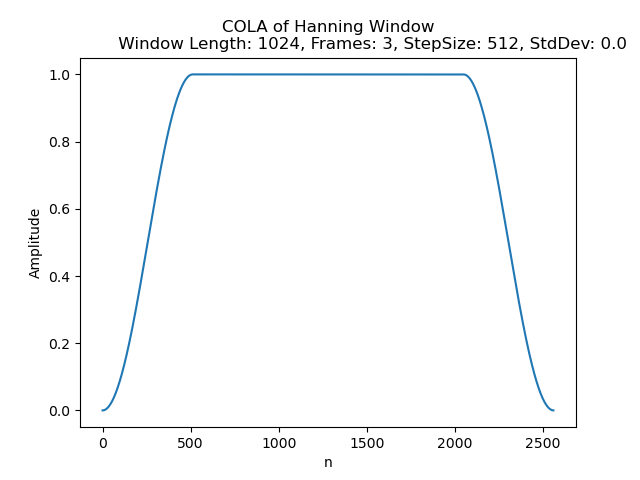 COLA of Hanning Window
Window Length: 1024, Frames: 3, StepSize: 512, StdDev: 0.0
1.0
0.8
0.6
0.4
0.2
0.0
Amplitude
0 500 1000 1500 2000 2500
n